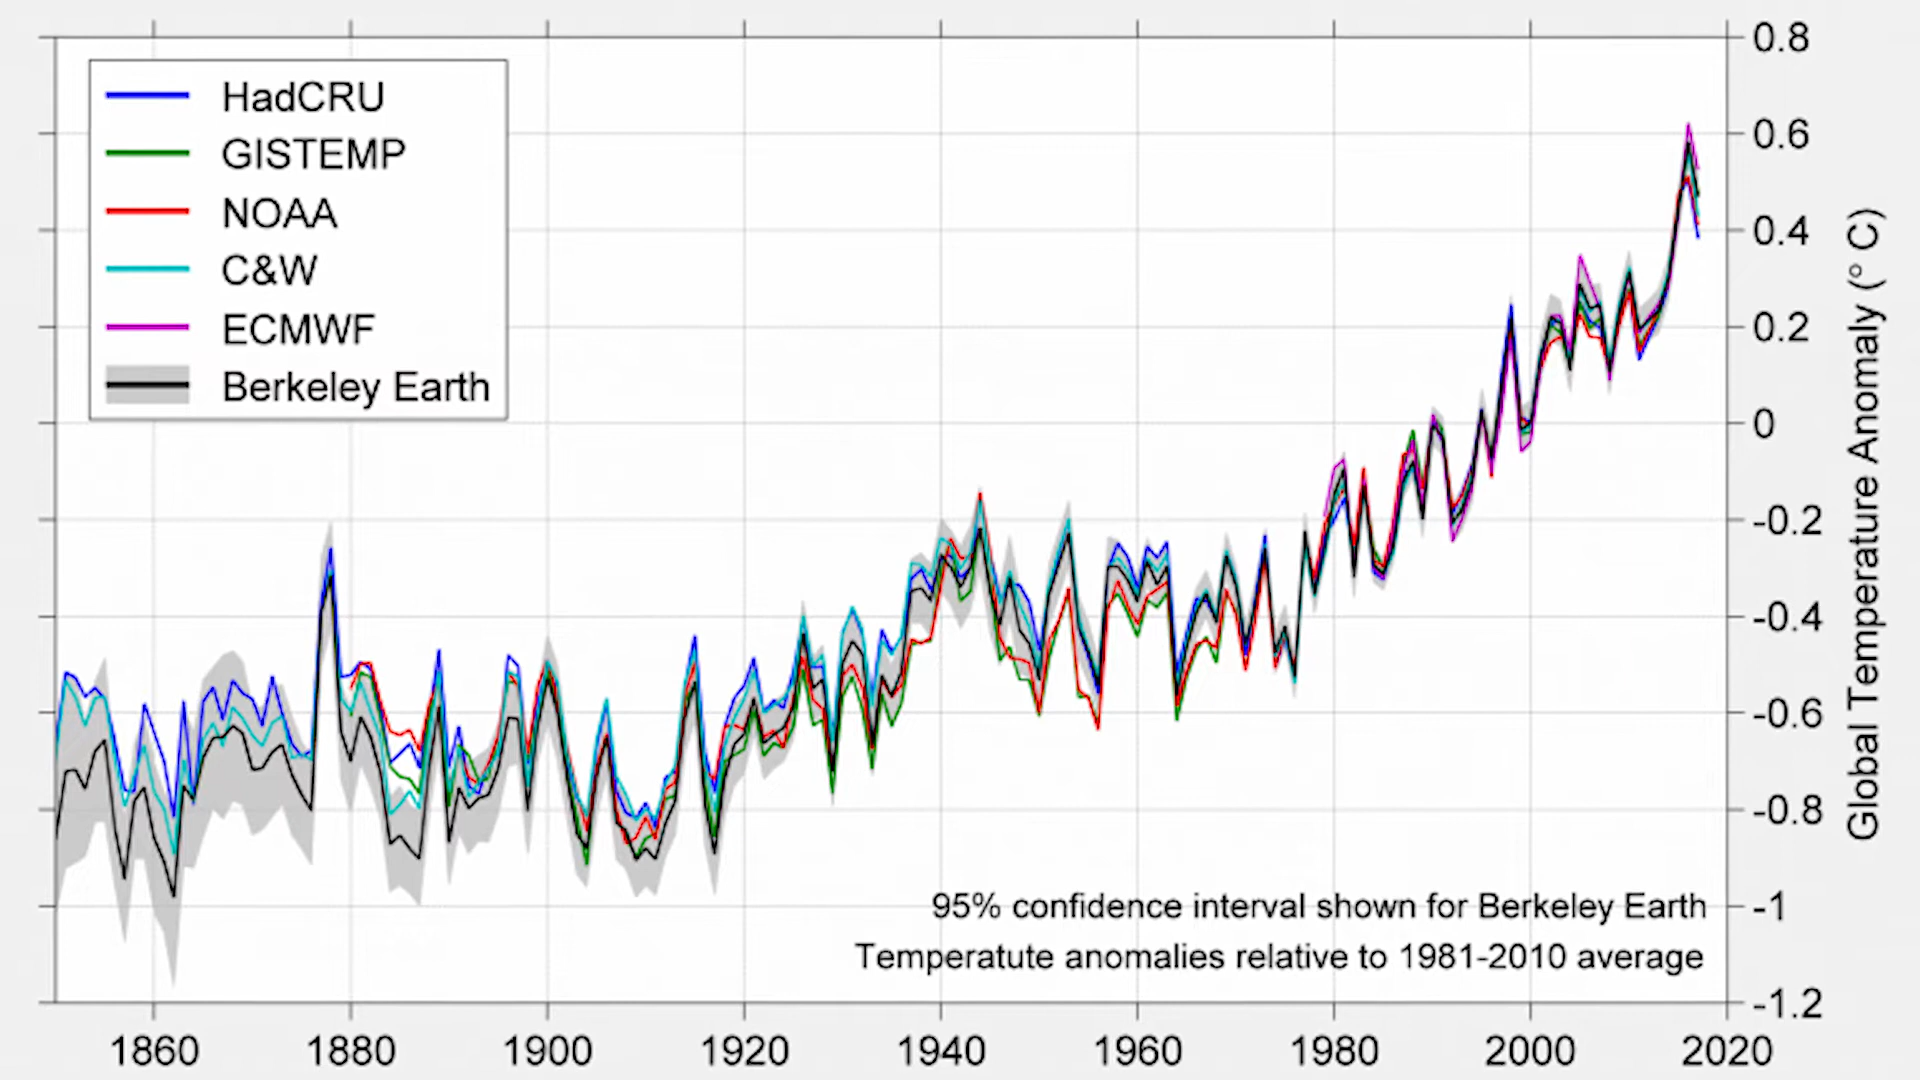 HadCRU
GISTEMP
NOAA
C&W
ECMWF
Berkeley Earth
0.8
0.6
0.4
0.2
0
-0.2
-0.4
-0.6
-0.8
-1
-1.2
Global Temperature Anomaly (° C)
95% confidence interval shown for Berkeley Earth
Temperatute anomalies relative to 1981-2010 average
1860 1880 1900 1920 1940 1960 1980 2000 2020